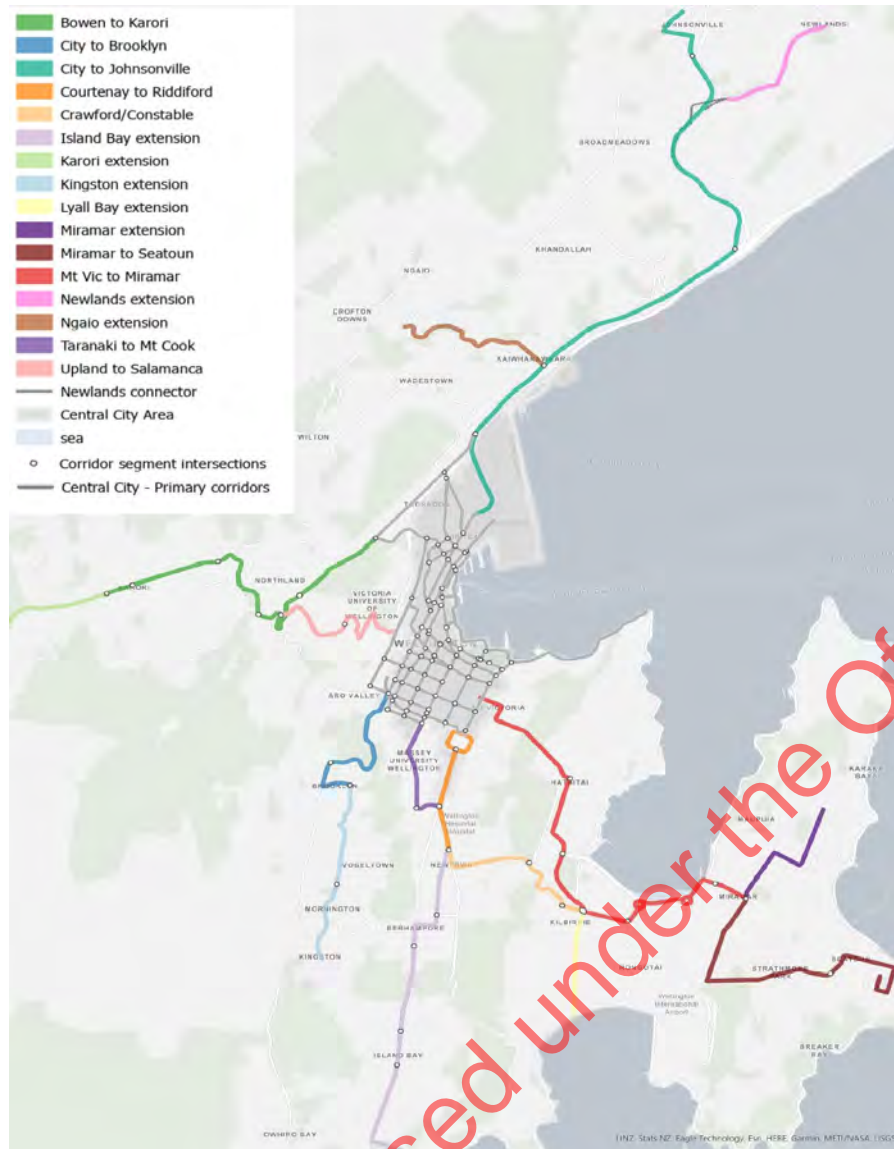 Bowen to Karori
City to Brooklyn
City to Johnsonville
Courtenay to Riddiford
Crawford/Constable
Island Bay extension
Karori extension
Kingston extension
Lyall Bay extension
Miramar extension
Miramar to Seatoun
Mt Vic to Miramar
Newlands extension
Ngaio extension
Taranaki to Mt Cook
Upland to Salamanca
Newlands connector
Central City Area
sea
Corridor segment intersections
Central City - Primary corridors
JOHNSONVILLE
NEWLANDS
BROADMEADOWS
KHANDALLAH
NGAIO
CROFTON
DOWNS
KAIWHARAWHARA
WADESTOWN
WILTON
NORTHLAND
VICTORIA
UNIVERSITY
OF
WELLINGTON
ARO VALLEY
VICTORIA
MASSEY
UNIVERSITY
WELLINGTON
BROOKLYN
HATAITAI
KARAKA
BAY
MAUPUIA
Wellington
Regional
Hospital
VOGELTOWN
MORNINGTON
MIRAMAR
BERHAMPORE
KILBIRNIE
KINGSTON
RONGOTAI
STRATHMORE
PARK
SEATOUN
Wellington
International
Airport
BREAKER
BAY
ISLAND BAY
OWHIRO BAY
LINZ, Stats NZ, Eagle Technology, Esri, HERE, Garmin, METI/NASA, USGS
sed under the Of